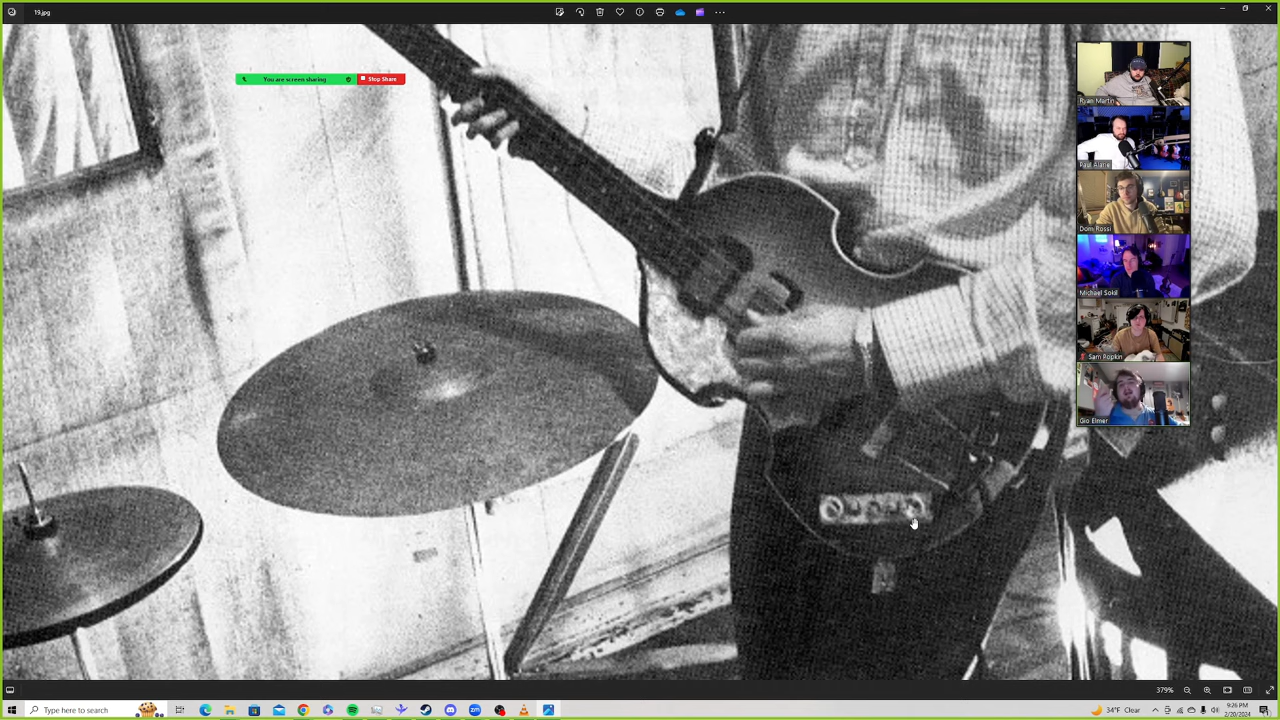 19.jpg
You are screen sharing
Stop Share
Ryan Martin
Paul Alarie
Dom Rossi
Michael Sokil
Sam Popkin
Gio Elmer
379%
Type here to search
34°F Clear
9:26 PM
2/20/2024